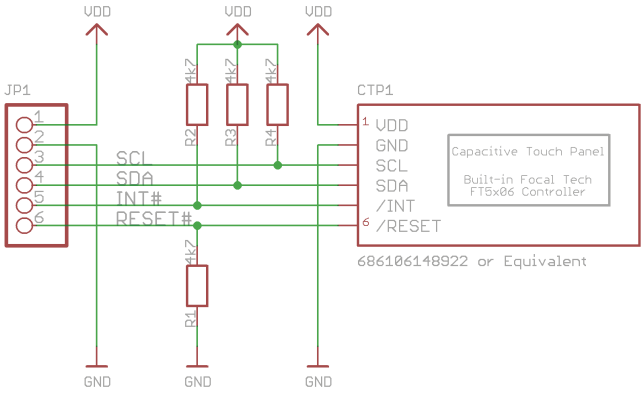 VDD
VDD
VDD
JP1
4k7
4k7
4k7
CTP1
1
2
3
4
5
6
R2
R3
R4
SCL
SDA
INT#
RESET#
1
VDD
GND
SCL
SDA
/INT
6
/RESET
Capacitive Touch Panel
Built-in Focal Tech
FT5x06 Controller
686106148922 or Equivalent
4k7
R1
GND
GND
GND